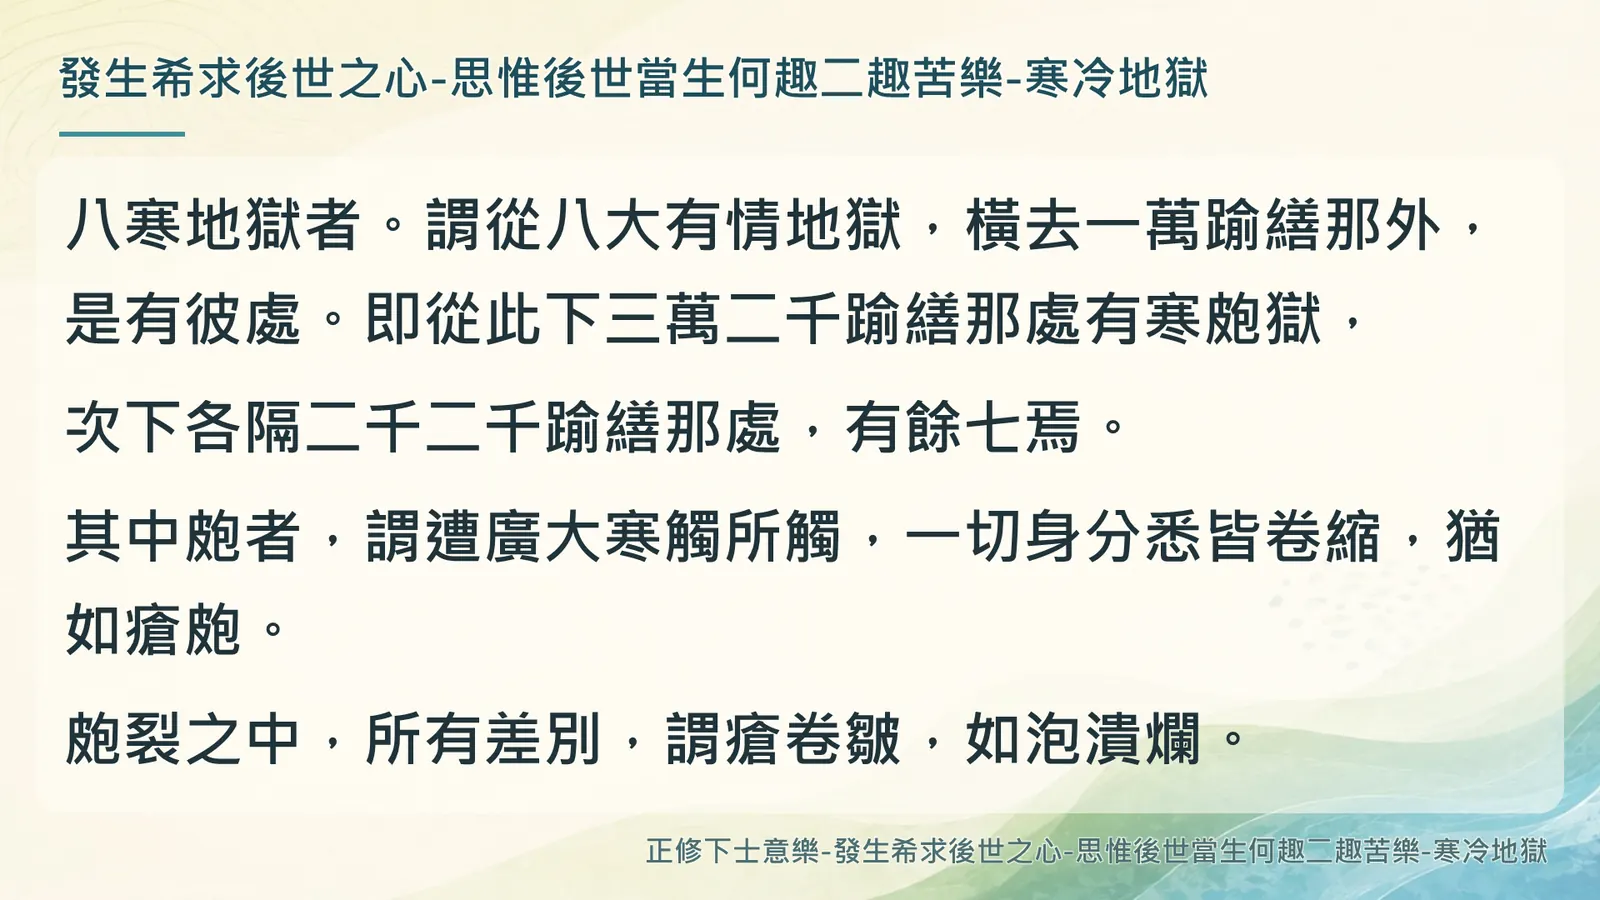 發生希求後世之心-思惟後世當生何趣二趣苦樂-寒冷地獄
八寒地獄者。謂從八大有情地獄，橫去一萬踰繕那外，
是有彼處。即從此下三萬二千踰繕那處有寒皰獄，
次下各隔二千二千踰繕那處，有餘七焉。
其中皰者，謂遭廣大寒觸所觸，一切身分悉皆卷縮，猶
如瘡皰。
皰裂之中，所有差別，謂瘡卷皺，如泡潰爛。
正修下士意樂-發生希求後世之心-思惟後世當生何趣二趣苦樂-寒冷地獄